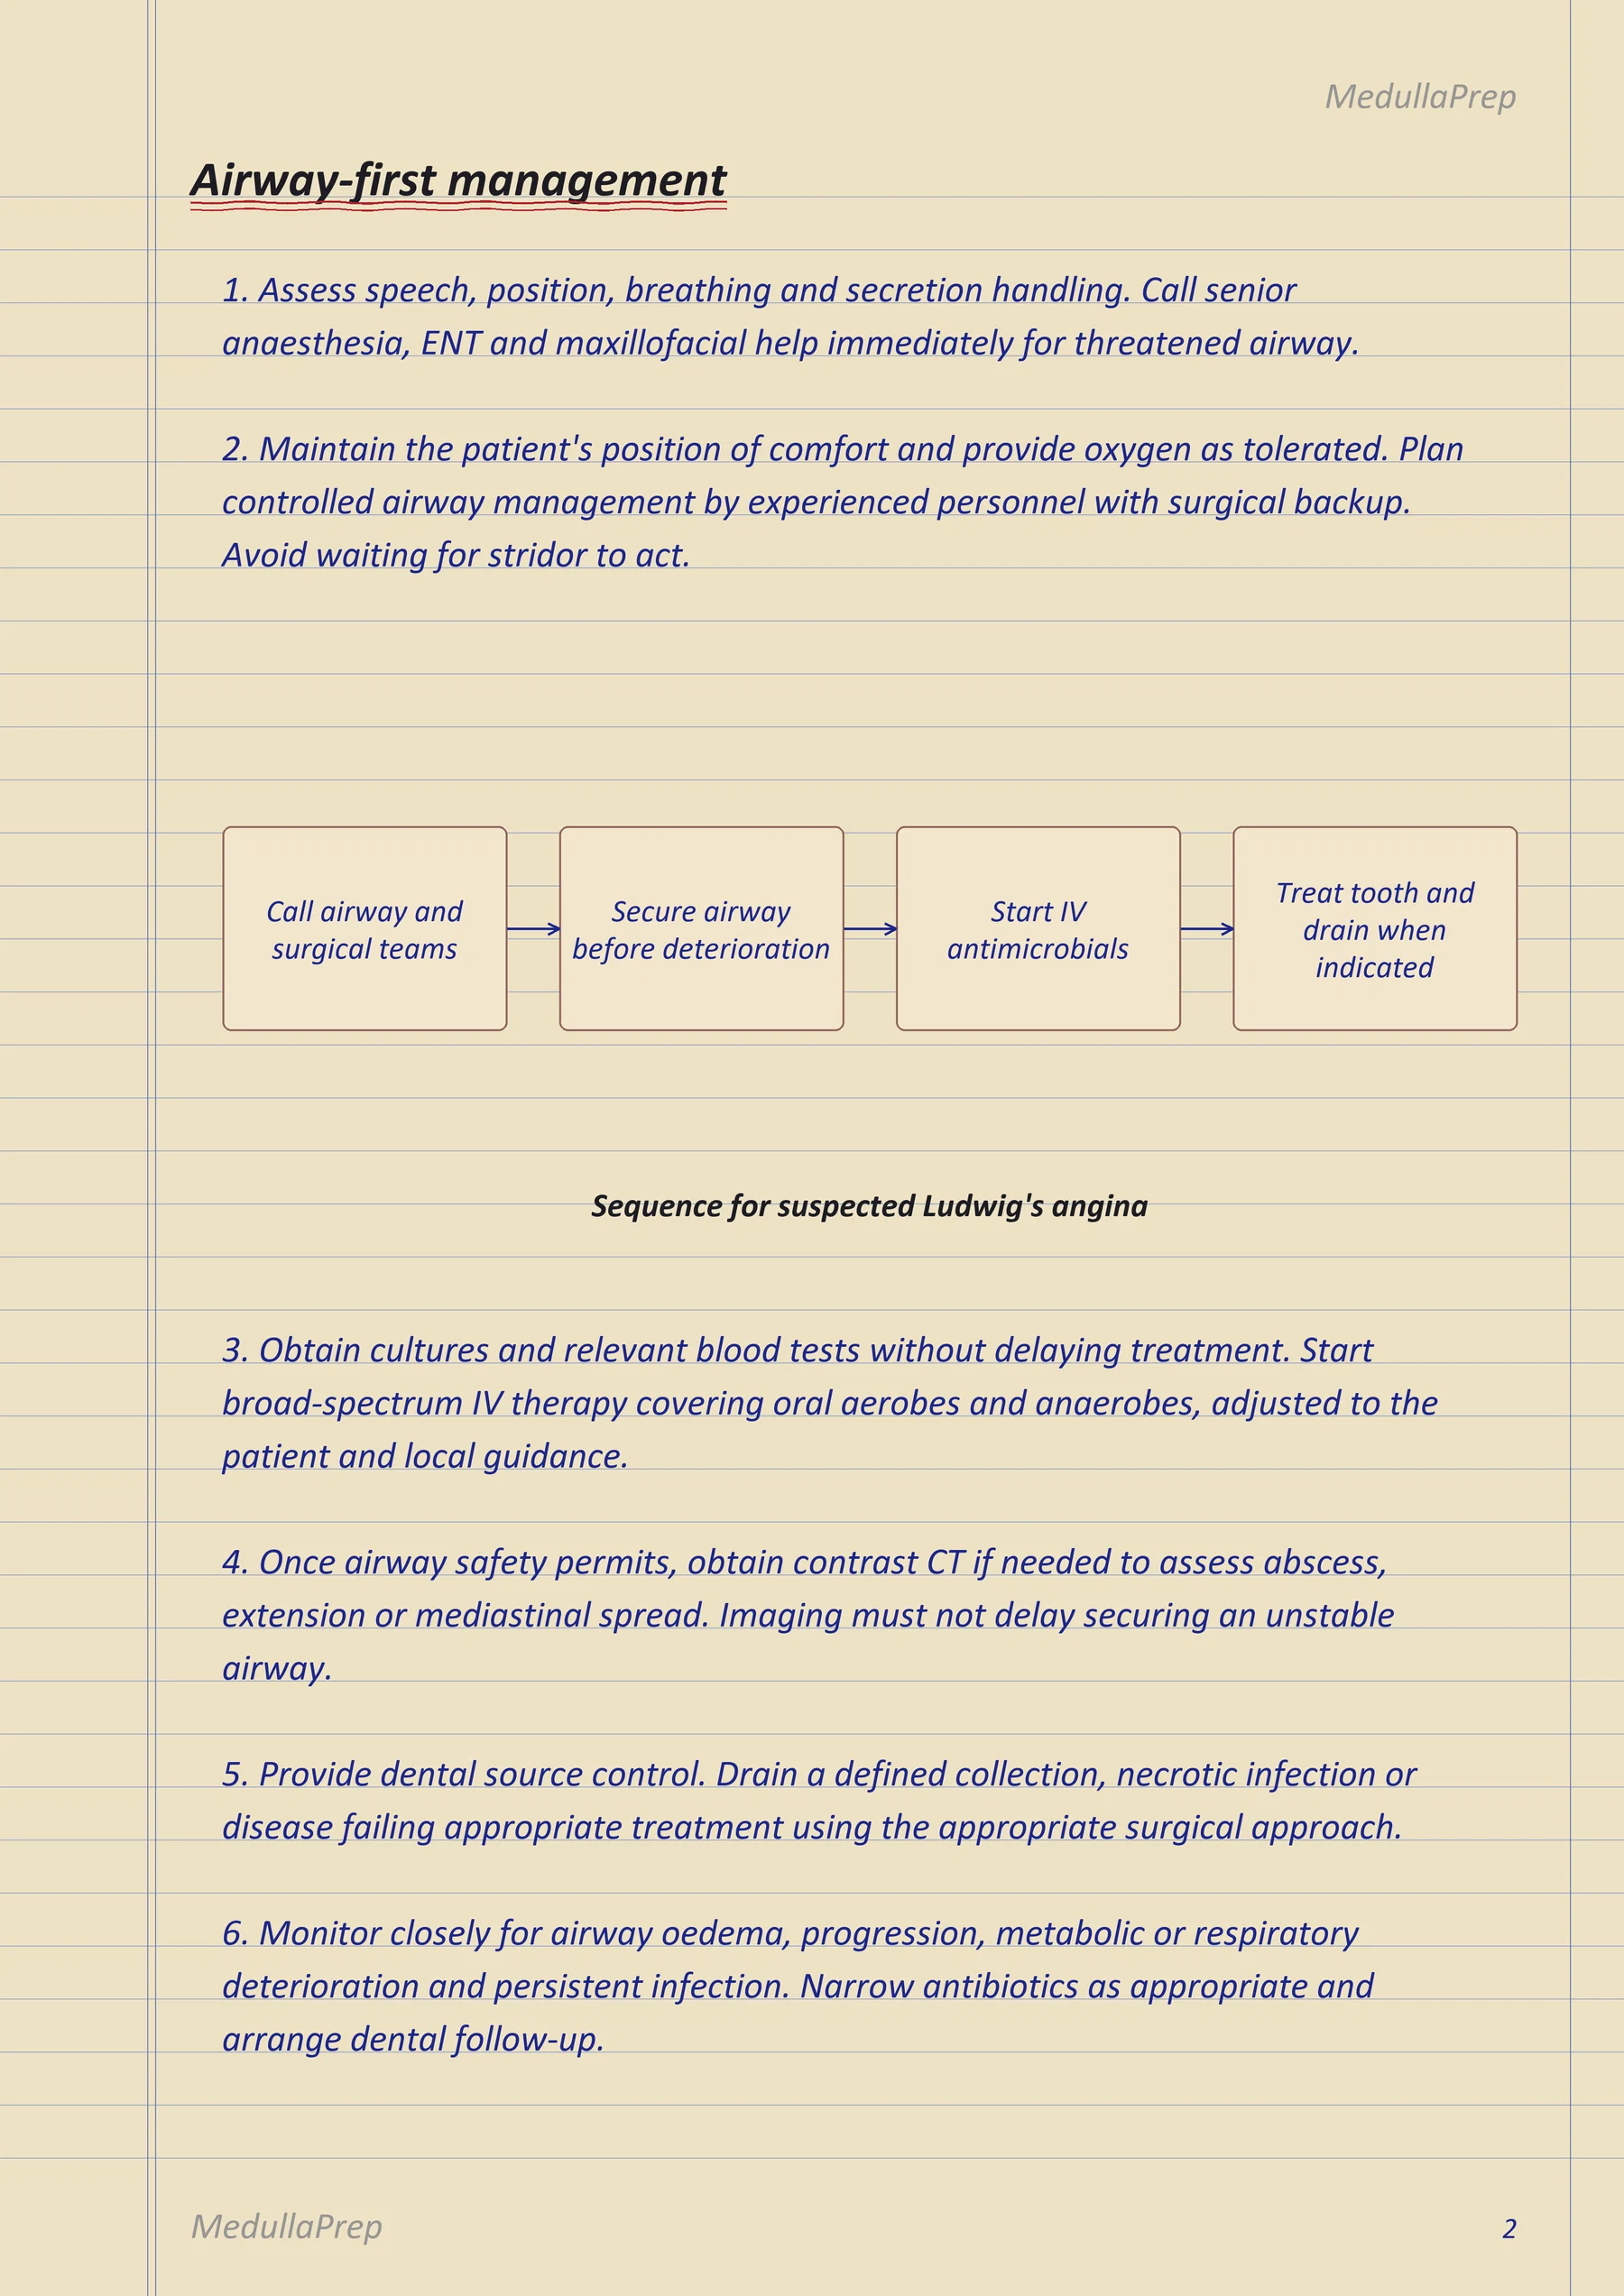 MedullaPrep
Airway-first management
1. Assess speech, position, breathing and secretion handling. Call senior
anaesthesia, ENT and maxillofacial help immediately for threatened airway.
2. Maintain the patient's position of comfort and provide oxygen as tolerated. Plan
controlled airway management by experienced personnel with surgical backup.
Avoid waiting for stridor to act.
Call airway and
surgical teams
Secure airway
before deterioration
Start IV
antimicrobials
Treat tooth and
drain when
indicated
Sequence for suspected Ludwig's angina
3. Obtain cultures and relevant blood tests without delaying treatment. Start
broad-spectrum IV therapy covering oral aerobes and anaerobes, adjusted to the
patient and local guidance.
4. Once airway safety permits, obtain contrast CT if needed to assess abscess,
extension or mediastinal spread. Imaging must not delay securing an unstable
airway.
5. Provide dental source control. Drain a defined collection, necrotic infection or
disease failing appropriate treatment using the appropriate surgical approach.
6. Monitor closely for airway oedema, progression, metabolic or respiratory
deterioration and persistent infection. Narrow antibiotics as appropriate and
arrange dental follow-up.
MedullaPrep
2